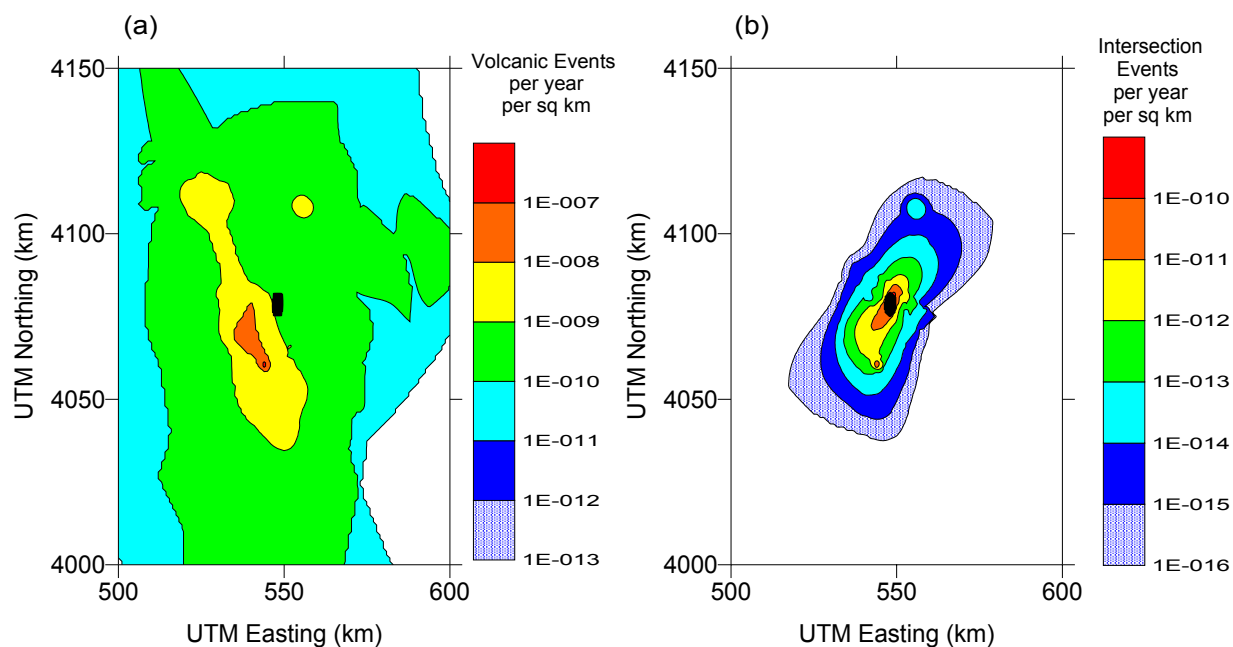 (a)
4150
4100
4050
4000
UTM Northing (km)
500
550
600
UTM Easting (km)
Volcanic Events
per year
per sq km
1E-007
1E-008
1E-009
1E-010
1E-011
1E-012
1E-013
(b)
4150
4100
4050
4000
UTM Northing (km)
500
550
600
UTM Easting (km)
Intersection
Events
per year
per sq km
1E-010
1E-011
1E-012
1E-013
1E-014
1E-015
1E-016